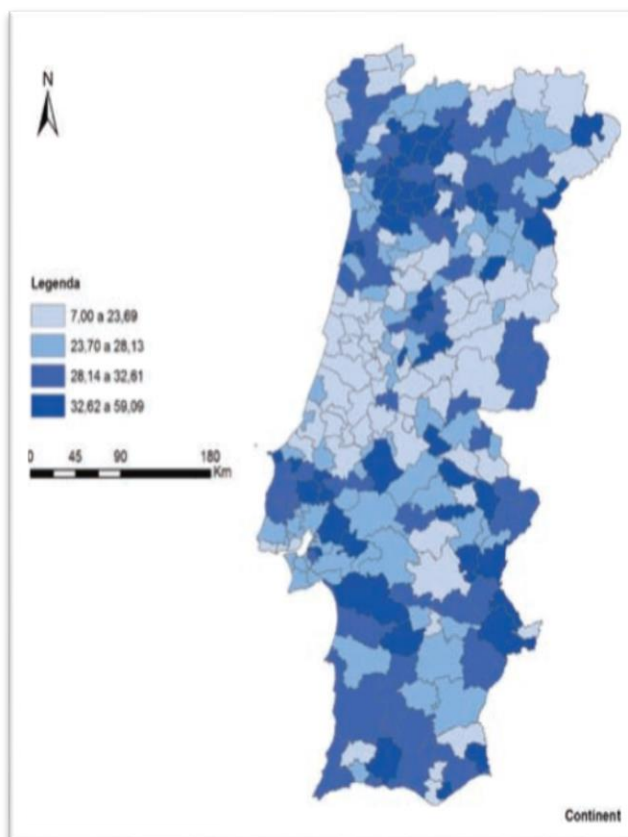 N
Legenda
7,00 a 23,69
23,70 a 28,13
28,14 a 32,61
32,62 a 59,09
0 45 90 180
Km
Continent